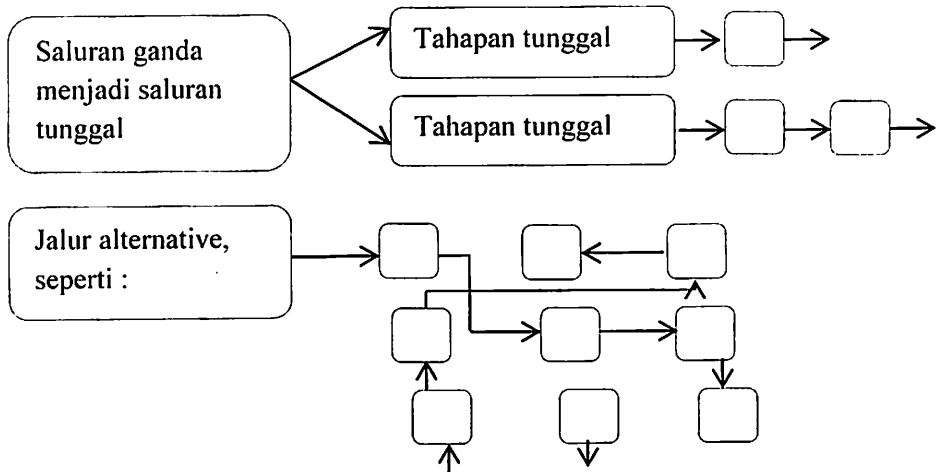 Saluran ganda
menjadi saluran
tunggal
Tahapan tunggal
Tahapan tunggal
Jalur alternative,
seperti :